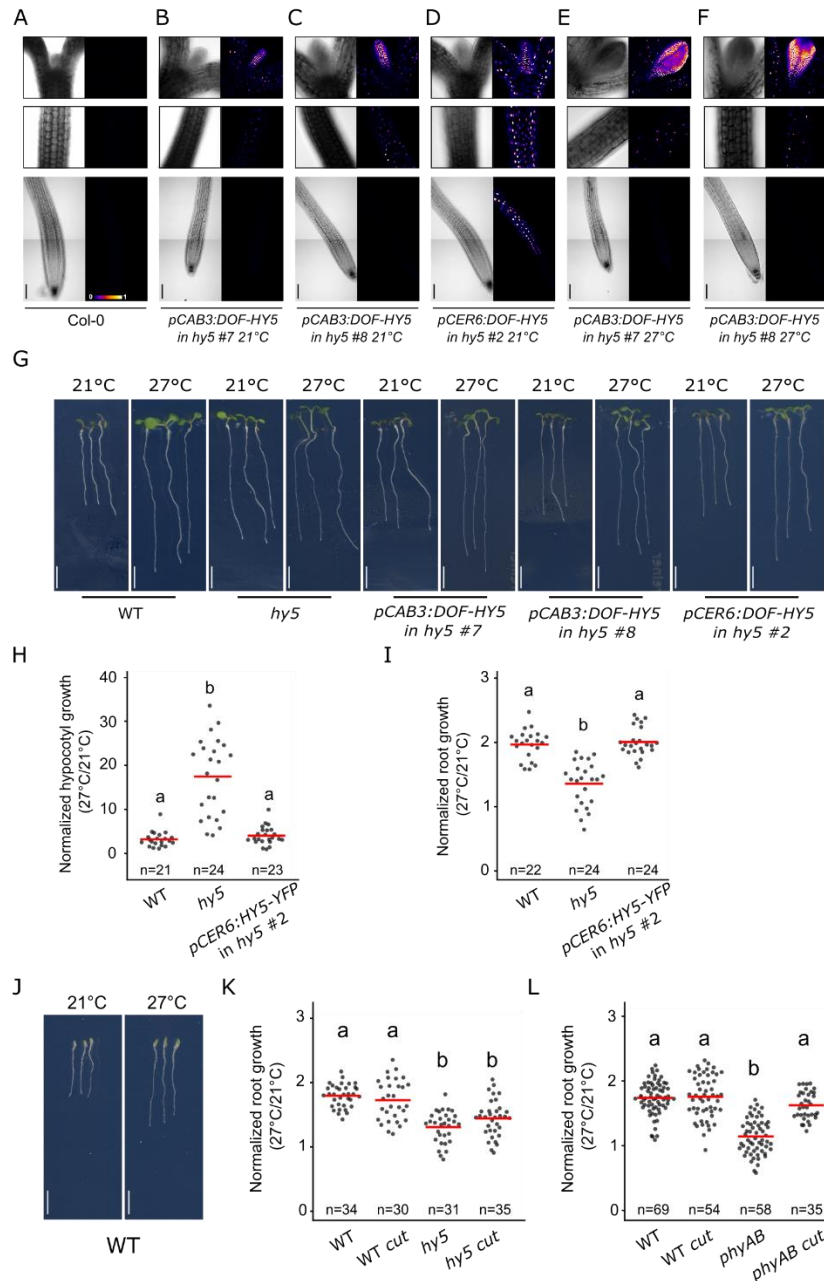 A
B
C
D
E
F
0 1
Col-0
pCAB3:DOF-HY5
in hy5 #7 21°C
pCAB3:DOF-HY5
in hy5 #8 21°C
pCER6:DOF-HY5
in hy5 #2 21°C
pCAB3:DOF-HY5
in hy5 #7 27°C
pCAB3:DOF-HY5
in hy5 #8 27°C
G
21°C 27°C 21°C 27°C 21°C 27°C 21°C 27°C 21°C 27°C
WT
hy5
pCAB3:DOF-HY5
in hy5 #7
pCAB3:DOF-HY5
in hy5 #8
pCER6:DOF-HY5
in hy5 #2
H
Normalized hypocotyl growth
(27°C/21°C)
40
30
20
10
0
a
b
a
n=21 n=24 n=23
WT
hy5
pCER6:HY5-YFP
in hy5 #2
I
Normalized root growth
(27°C/21°C)
3
2
1
0
a
b
a
n=22 n=24 n=24
WT
hy5
pCER6:HY5-YFP
in hy5 #2
J
21°C 27°C
WT
K
Normalized root growth
(27°C/21°C)
3
2
1
0
a a b b
n=34 n=30 n=31 n=35
WT
WT cut
hy5
hy5 cut
L
Normalized root growth
(27°C/21°C)
3
2
1
0
a a b a
n=69 n=54 n=58 n=35
WT
WT cut
phyAB
phyAB cut